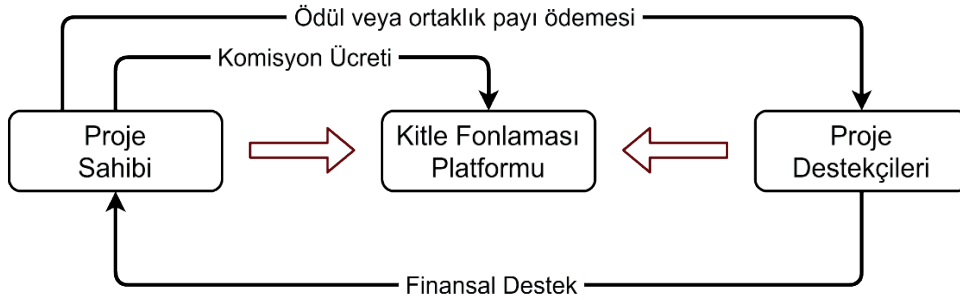 Ödül veya ortaklık payı ödemesi
Komisyon Ücreti
Proje
Sahibi
Kitle Fonlaması
Platformu
Proje
Destekçileri
Finansal Destek